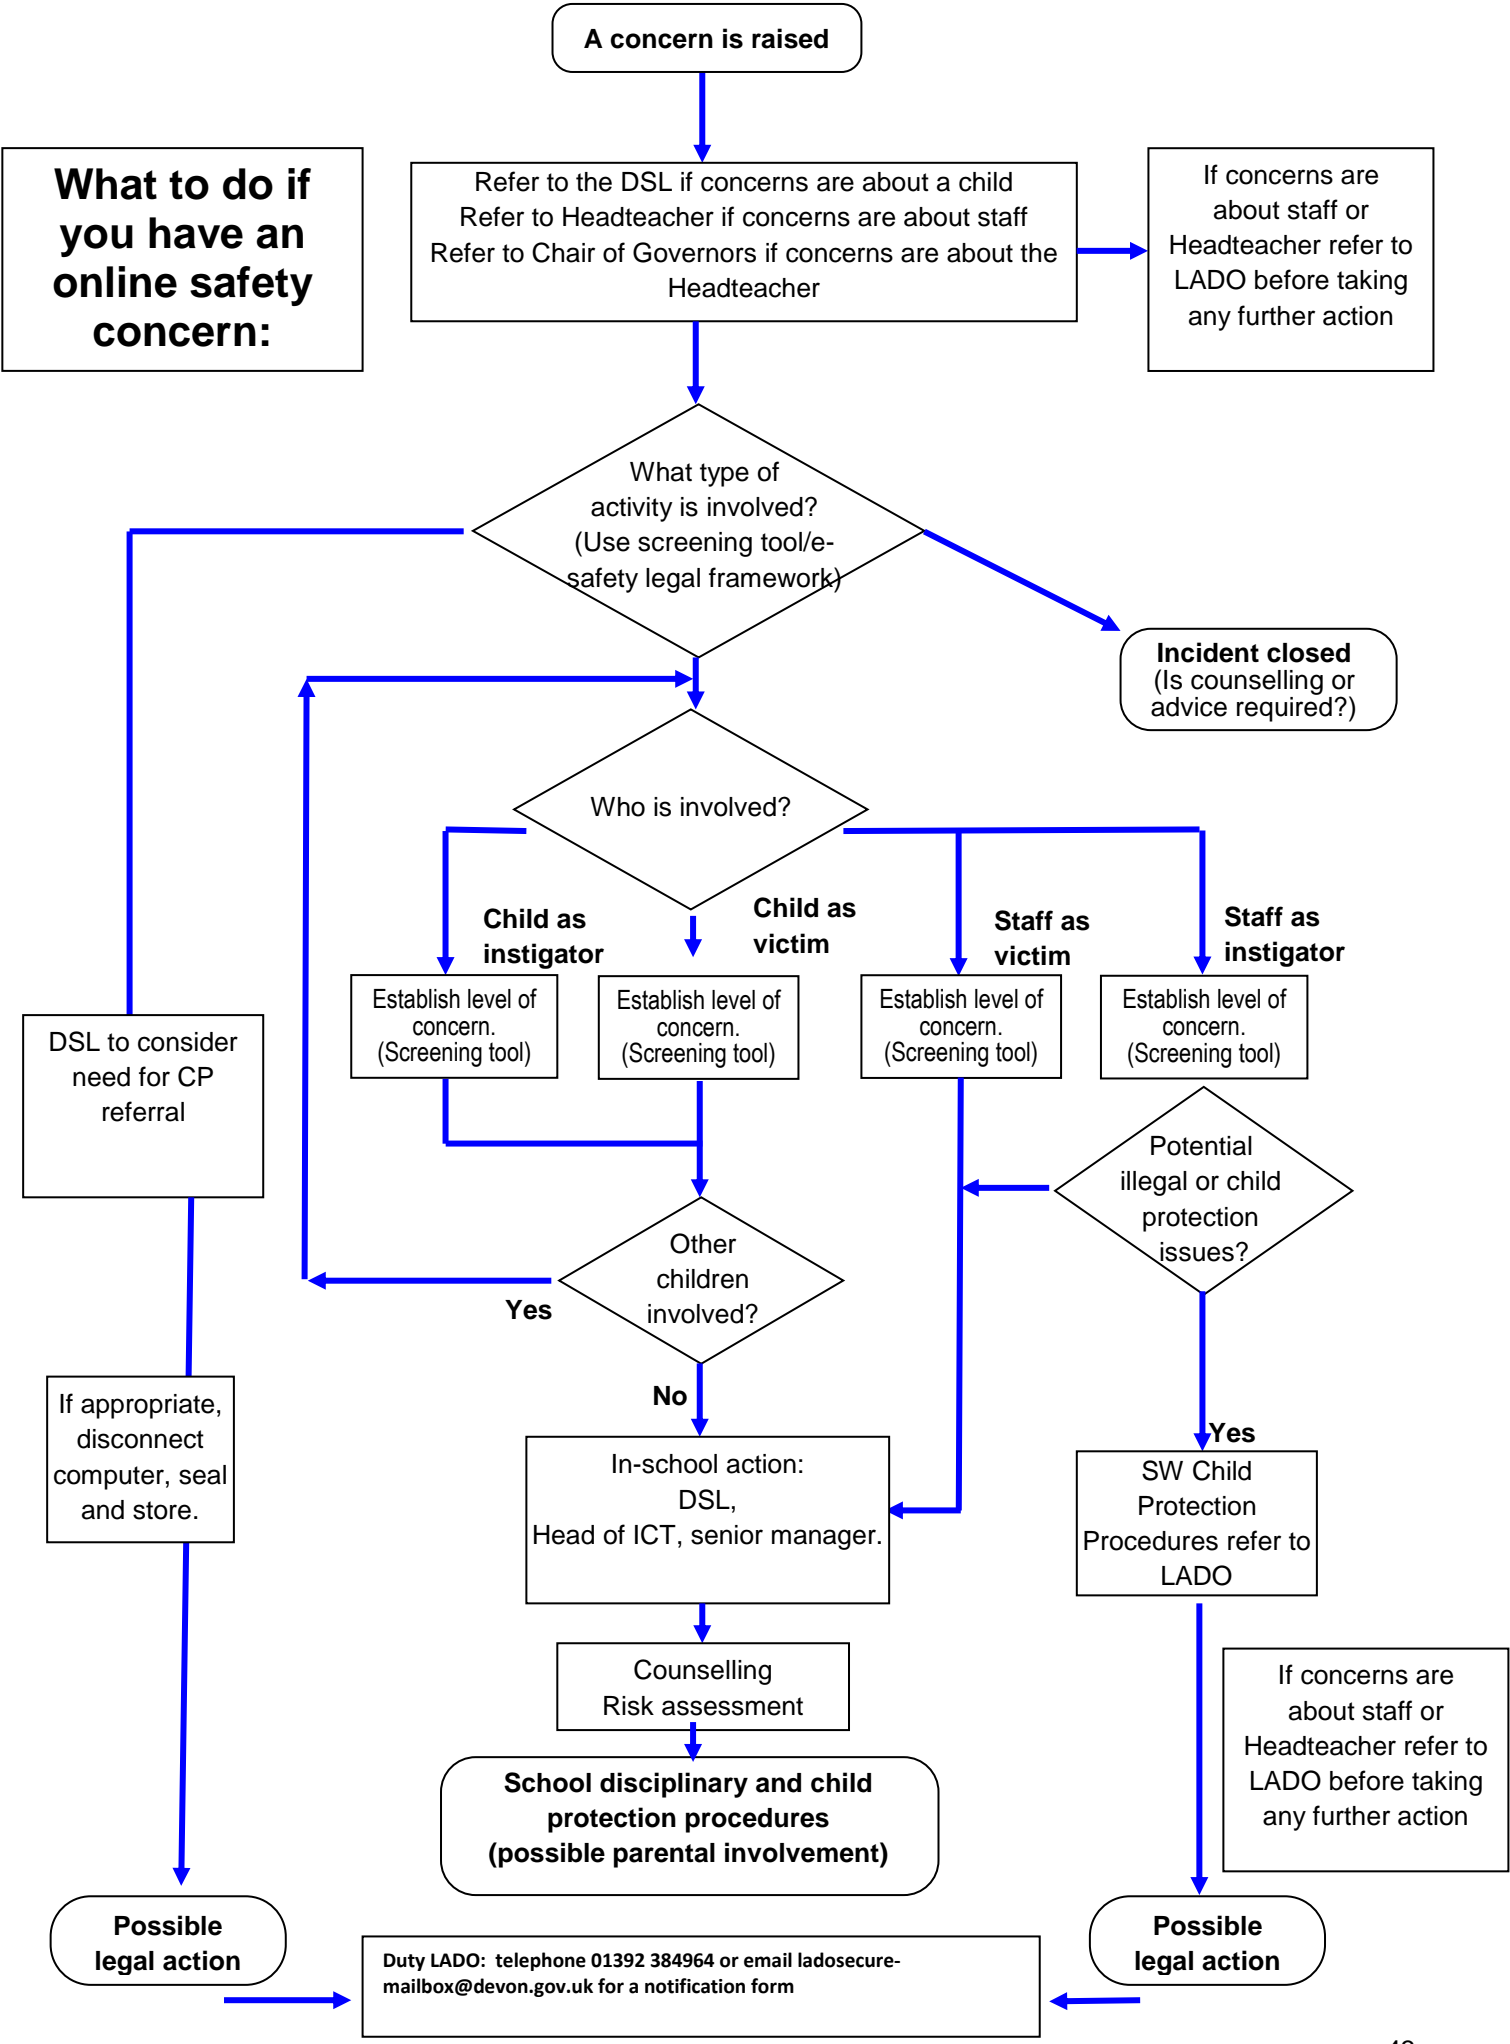 A concern is raised
What to do if
you have an
online safety
concern:
Refer to the DSL if concerns are about a child
Refer to Headteacher if concerns are about staff
Refer to Chair of Governors if concerns are about the
Headteacher
If concerns are
about staff or
Headteacher refer to
LADO before taking
any further action
What type of
activity is involved?
(Use screening tool/e-
safety legal framework)
Incident closed
(Is counselling or
advice required?)
Who is involved?
Child as
instigator
Child as
victim
Staff as
victim
Staff as
instigator
Establish level of
concern.
(Screening tool)
Establish level of
concern.
(Screening tool)
Establish level of
concern.
(Screening tool)
Establish level of
concern.
(Screening tool)
DSL to consider
need for CP
referral
Potential
illegal or child
protection
issues?
Other
children
involved?
Yes
No
If appropriate,
disconnect
computer, seal
and store.
Yes
In-school action:
DSL,
Head of ICT, senior manager.
SW Child
Protection
Procedures refer to
LADO
Counselling
Risk assessment
If concerns are
about staff or
Headteacher refer to
LADO before taking
any further action
School disciplinary and child
protection procedures
(possible parental involvement)
Possible
legal action
Possible
legal action
Duty LADO: telephone 01392 384964 or email ladosecure-
mailbox@devon.gov.uk for a notification form